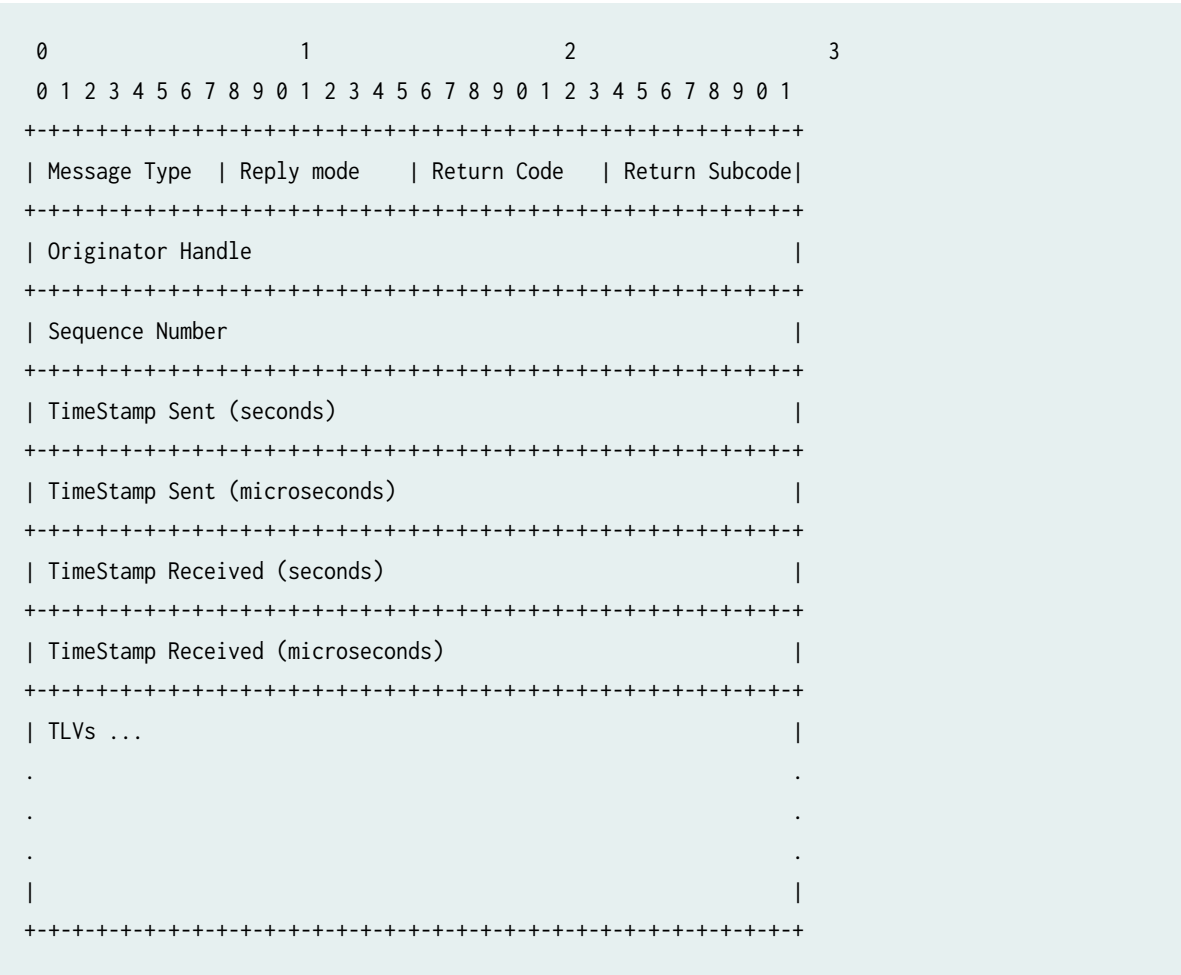 0                     1                     2                     3
 0 1 2 3 4 5 6 7 8 9 0 1 2 3 4 5 6 7 8 9 0 1 2 3 4 5 6 7 8 9 0 1
+-+-+-+-+-+-+-+-+-+-+-+-+-+-+-+-+-+-+-+-+-+-+-+-+-+-+-+-+-+-+-+-+
| Message Type  | Reply mode    | Return Code   | Return Subcode|
+-+-+-+-+-+-+-+-+-+-+-+-+-+-+-+-+-+-+-+-+-+-+-+-+-+-+-+-+-+-+-+-+
| Originator Handle                                             |
+-+-+-+-+-+-+-+-+-+-+-+-+-+-+-+-+-+-+-+-+-+-+-+-+-+-+-+-+-+-+-+-+
| Sequence Number                                               |
+-+-+-+-+-+-+-+-+-+-+-+-+-+-+-+-+-+-+-+-+-+-+-+-+-+-+-+-+-+-+-+-+
| TimeStamp Sent (seconds)                                      |
+-+-+-+-+-+-+-+-+-+-+-+-+-+-+-+-+-+-+-+-+-+-+-+-+-+-+-+-+-+-+-+-+
| TimeStamp Sent (microseconds)                                 |
+-+-+-+-+-+-+-+-+-+-+-+-+-+-+-+-+-+-+-+-+-+-+-+-+-+-+-+-+-+-+-+-+
| TimeStamp Received (seconds)                                  |
+-+-+-+-+-+-+-+-+-+-+-+-+-+-+-+-+-+-+-+-+-+-+-+-+-+-+-+-+-+-+-+-+
| TimeStamp Received (microseconds)                             |
+-+-+-+-+-+-+-+-+-+-+-+-+-+-+-+-+-+-+-+-+-+-+-+-+-+-+-+-+-+-+-+-+
| TLVs ...                                                      |
.                                                               .
.                                                               .
.                                                               .
|                                                               |
+-+-+-+-+-+-+-+-+-+-+-+-+-+-+-+-+-+-+-+-+-+-+-+-+-+-+-+-+-+-+-+-+